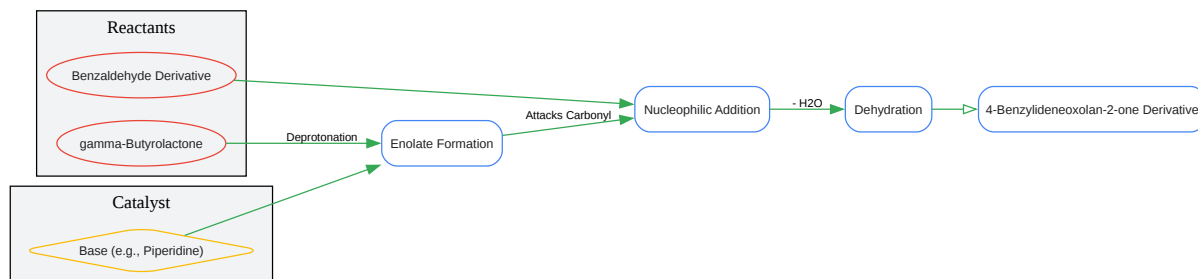 Reactants
Benzaldehyde Derivative
gamma-Butyrolactone
Deprotonation
Enolate Formation
Attacks Carbonyl
Nucleophilic Addition
- H2O
Dehydration
4-Benzylideneoxolan-2-one Derivative
Catalyst
Base (e.g., Piperidine)